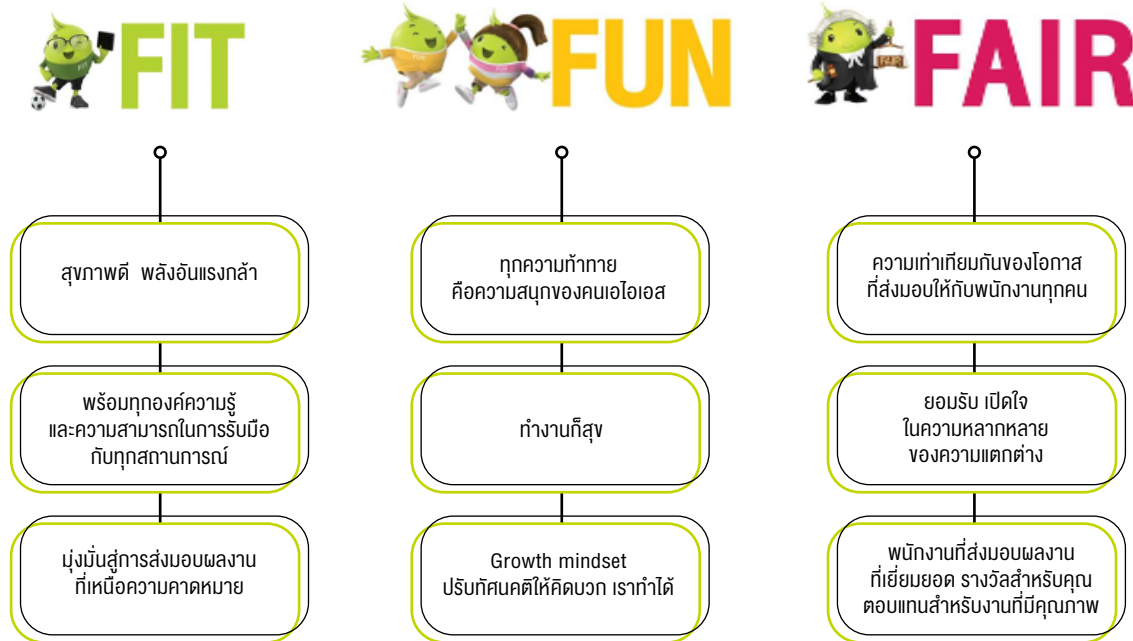 FIT
สุขภาพดี พลังอันแรงกล้า
พร้อมทุกองค์ความรู้
และความสามารถในการรับมือ
กับทุกสถานการณ์
มุ่งมั่นสู่การส่งมอบผลงาน
ที่เหนือความคาดหมาย
FUN
ทุกความท้าทาย
คือความสนุกของคนเอไอเอส
ทำงานก็สุข
Growth mindset
ปรับทัศนคติให้คิดบวก เราทำได้
FAIR
ความเท่าเทียมกันของโอกาส
ที่ส่งมอบให้กับพนักงานทุกคน
ยอมรับ เปิดใจ
ในความหลากหลาย
ของความแตกต่าง
พนักงานที่ส่งมอบผลงาน
ที่เยี่ยมยอด รางวัลสำหรับคุณ
ตอบแทนสำหรับงานที่มีคุณภาพ